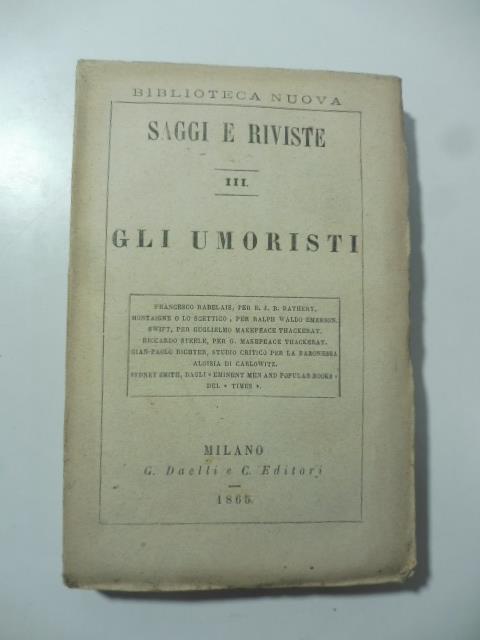 BIBLIOTECA NUOVA
SAGGI E RIVISTE
III.
GLI UMORISTI
FRANCESCO RABELAIS, PER E. J. B. RATHERY.
MONTAIGNE O LO SCETTICO, PER RALPH WALDO EMERSON.
SWIFT, PER GUGLIELMO MAKEPEACE THACKERAY.
RICCARDO STEELE, PER G. MAKEPEACE THACKERAY.
GIAN-PAOLO RICHTER, STUDIO CRITICO PER LA BARONESSA
ALOISIA DI CARLOWITZ.
SYDNEY SMITH, DAGLI « EMINENT MEN AND POPULAR BOOKS »
DEL « TIMES ».
MILANO
G. Daelli e C. Editori
1865.